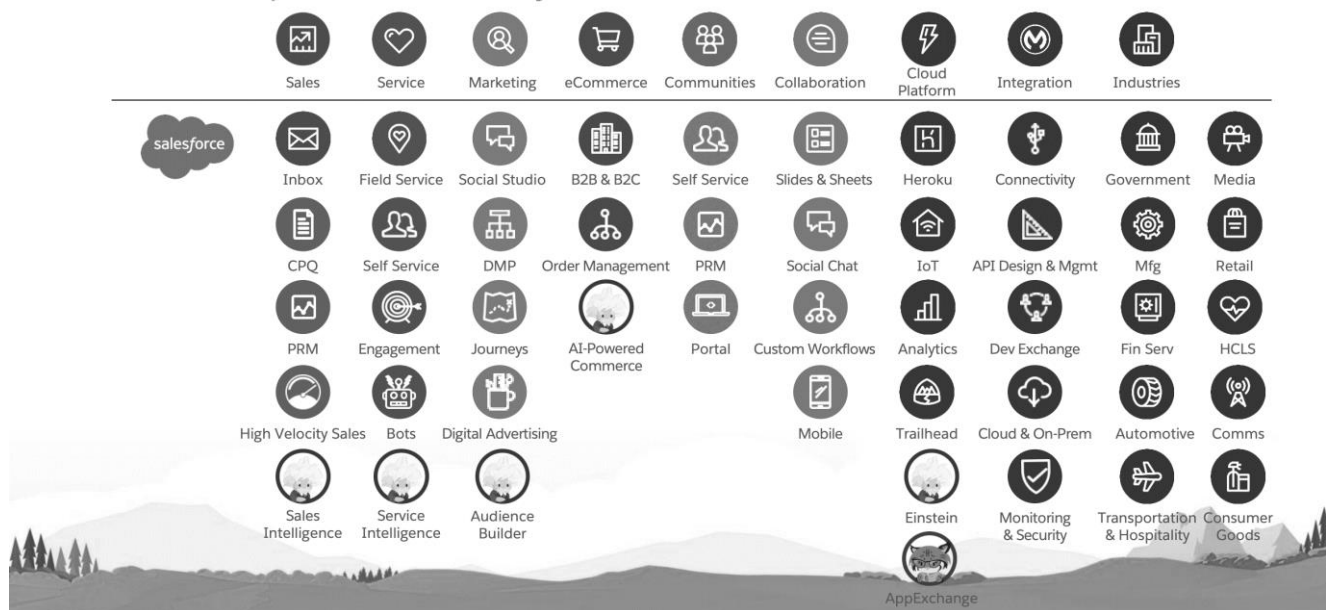 Sales Service Marketing eCommerce Communities Collaboration Cloud Platform Integration Industries
salesforce
Inbox Field Service Social Studio B2B & B2C Self Service Slides & Sheets Heroku Connectivity Government Media
CPQ Self Service DMP Order Management PRM Social Chat IoT API Design & Mgmt Mfg Retail
PRM Engagement Journeys AI-Powered Commerce Portal Custom Workflows Analytics Dev Exchange Fin Serv HCLS
High Velocity Sales Bots Digital Advertising Mobile Trailhead Cloud & On-Prem Automotive Comms
Sales Intelligence Service Intelligence Audience Builder Einstein Monitoring & Security Transportation & Hospitality Consumer Goods
AppExchange